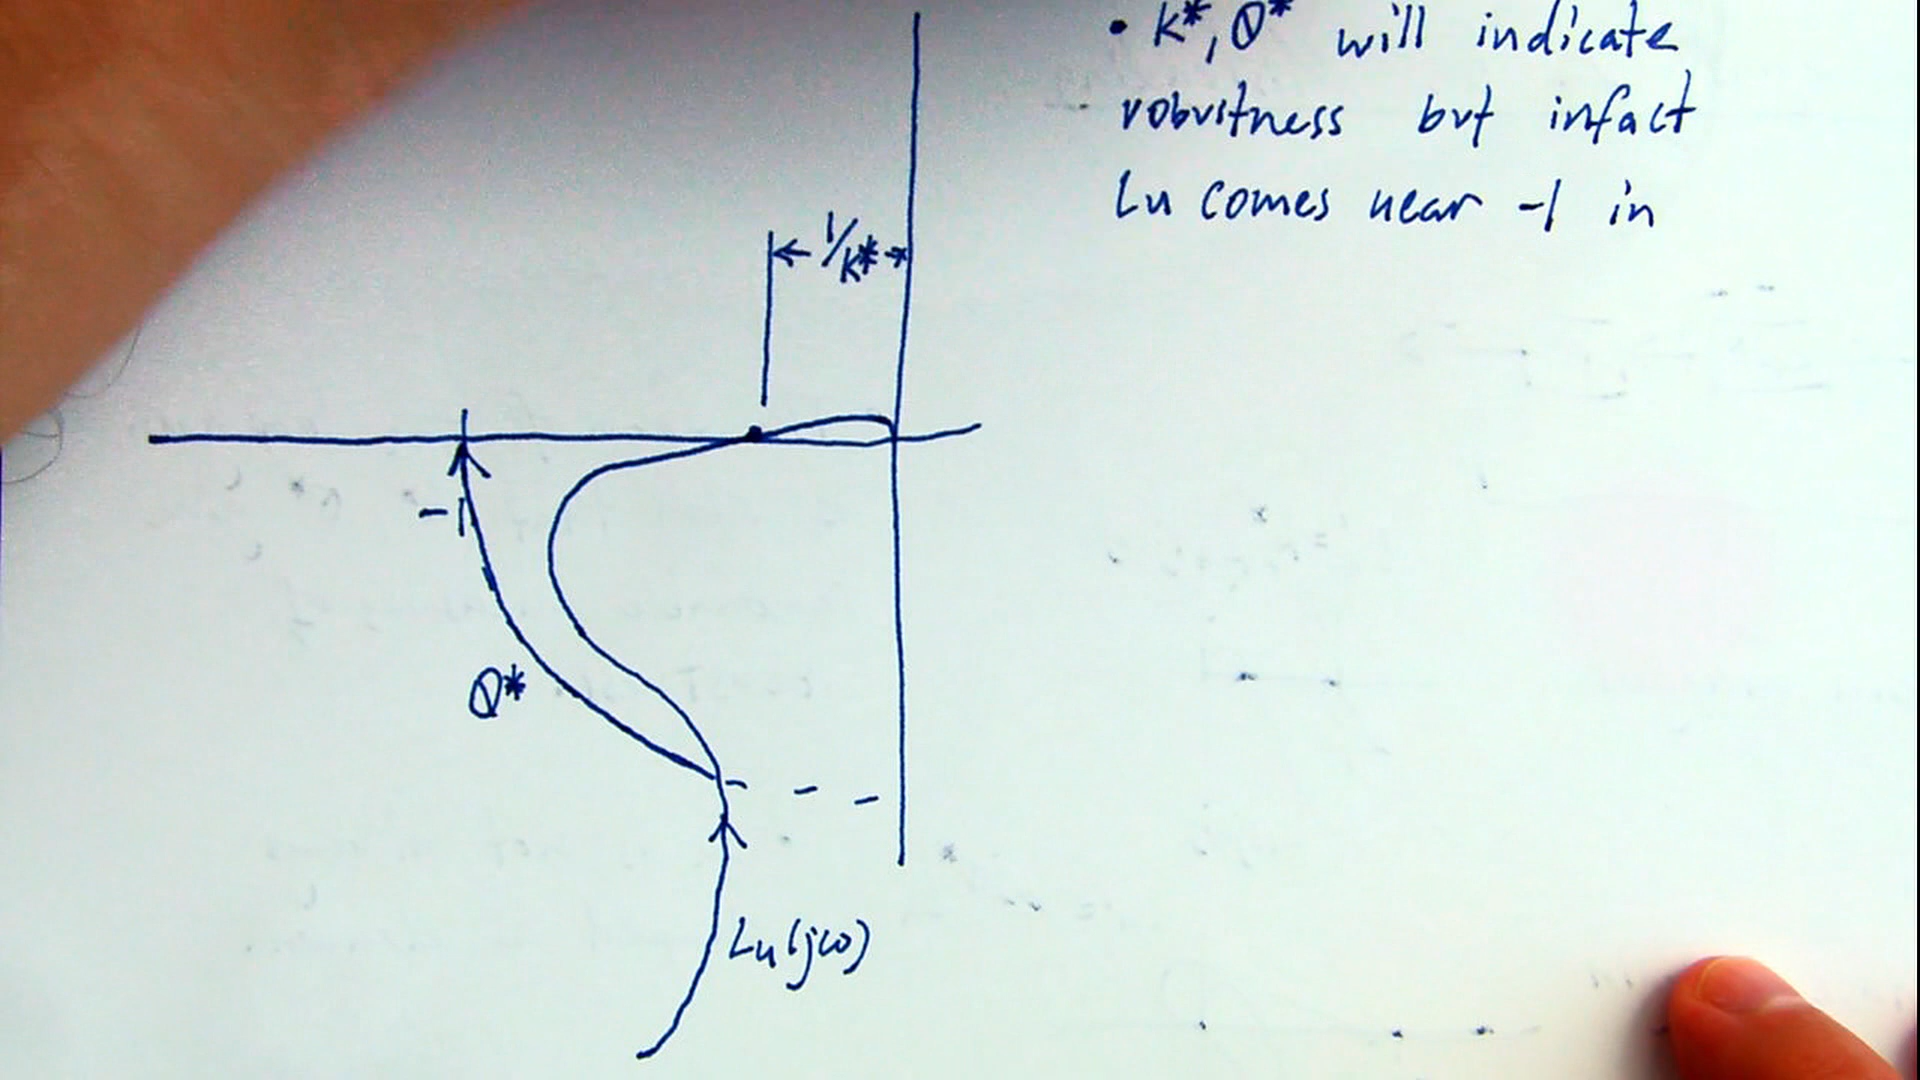 • k*, θ* will indicate
robustness but infact
Lu comes near -1 in
1/k*
-1
θ*
Lu(jω)